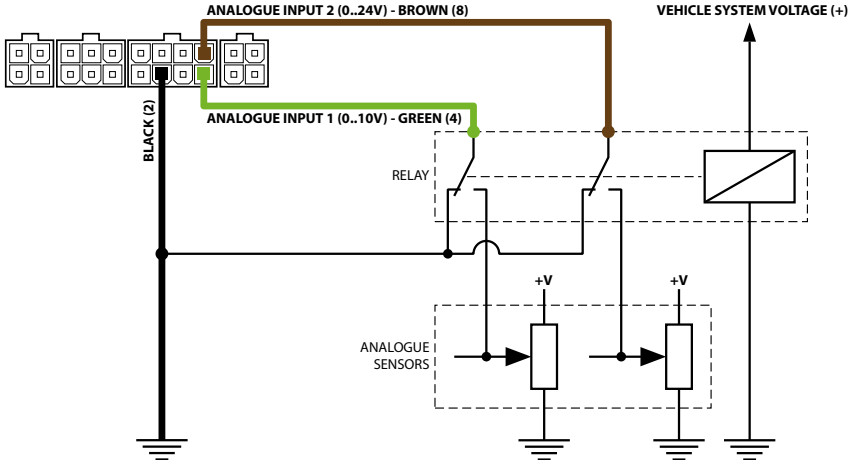 ANALOGUE INPUT 2 (0..24V) - BROWN (8)
VEHICLE SYSTEM VOLTAGE (+)
BLACK (2)
ANALOGUE INPUT 1 (0..10V) - GREEN (4)
RELAY
+V
+V
ANALOGUE
SENSORS